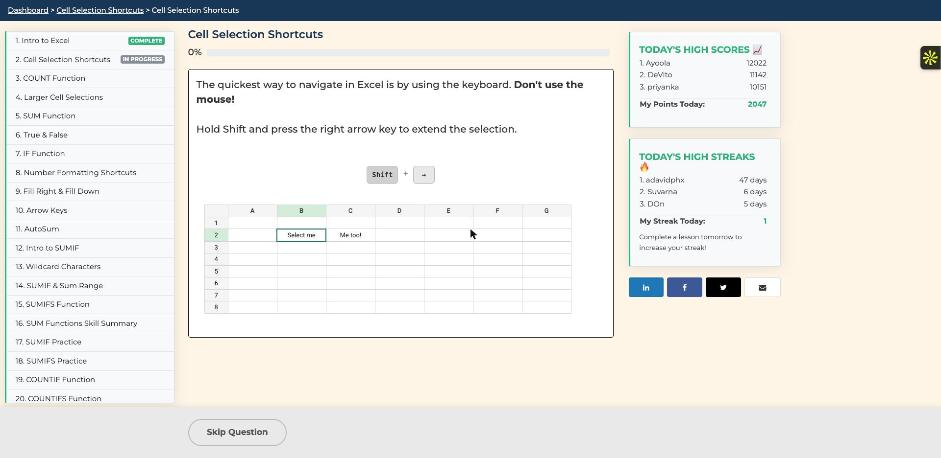 Dashboard > Cell Selection Shortcuts > Cell Selection Shortcuts
1. Intro to Excel COMPLETE
2. Cell Selection Shortcuts IN PROGRESS
3. COUNT Function
4. Larger Cell Selections
5. SUM Function
6. True & False
7. IF Function
8. Number Formatting Shortcuts
9. Fill Right & Fill Down
10. Arrow Keys
11. AutoSum
12. Intro to SUMIF
13. Wildcard Characters
14. SUMIF & Sum Range
15. SUMIFS Function
16. SUM Functions Skill Summary
17. SUMIF Practice
18. SUMIFS Practice
19. COUNTIF Function
20. COUNTIFS Function
Cell Selection Shortcuts
0%
The quickest way to navigate in Excel is by using the keyboard. Don't use the
mouse!
Hold Shift and press the right arrow key to extend the selection.
Shift + →
A B C D E F G
1
2 Select me Me too!
3
4
5
6
7
8
TODAY'S HIGH SCORES 📈
1. Ayoola 12022
2. DeVito 11142
3. priyanka 10151
My Points Today: 2047
TODAY'S HIGH STREAKS
🔥
1. adavidphx 47 days
2. Suvarna 6 days
3. DOn 5 days
My Streak Today: 1
Complete a lesson tomorrow to
increase your streak!
in f
Skip Question